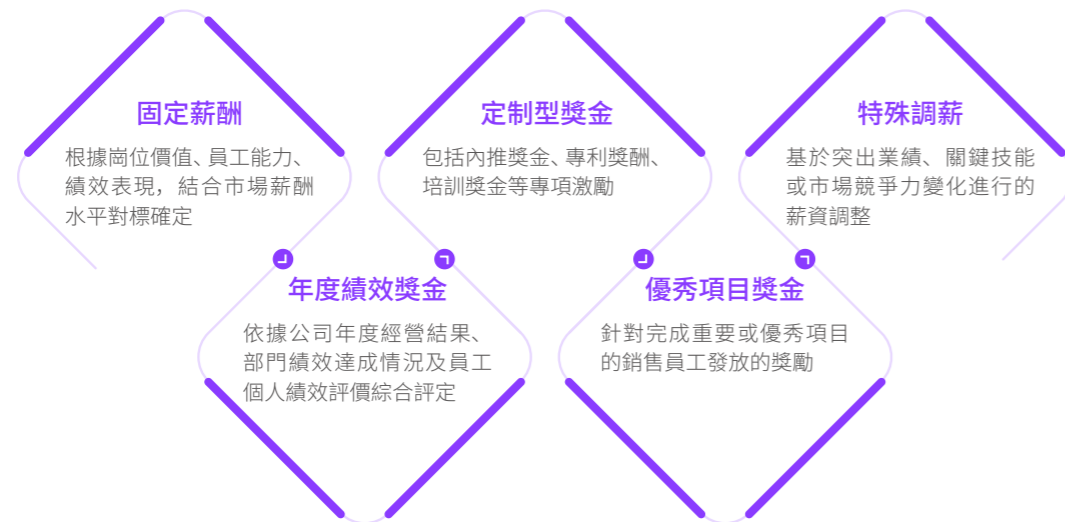 固定薪酬
根據崗位價值、員工能力、
績效表現，結合市場薪酬
水平對標確定
定制型獎金
包括內推獎金、專利獎酬、
培訓獎金等專項激勵
特殊調薪
基於突出業績、關鍵技能
或市場競爭力變化進行的
薪資調整
年度績效獎金
依據公司年度經營結果、
部門績效達成情況及員工
個人績效評價綜合評定
優秀項目獎金
針對完成重要或優秀項目
的銷售員工發放的獎勵